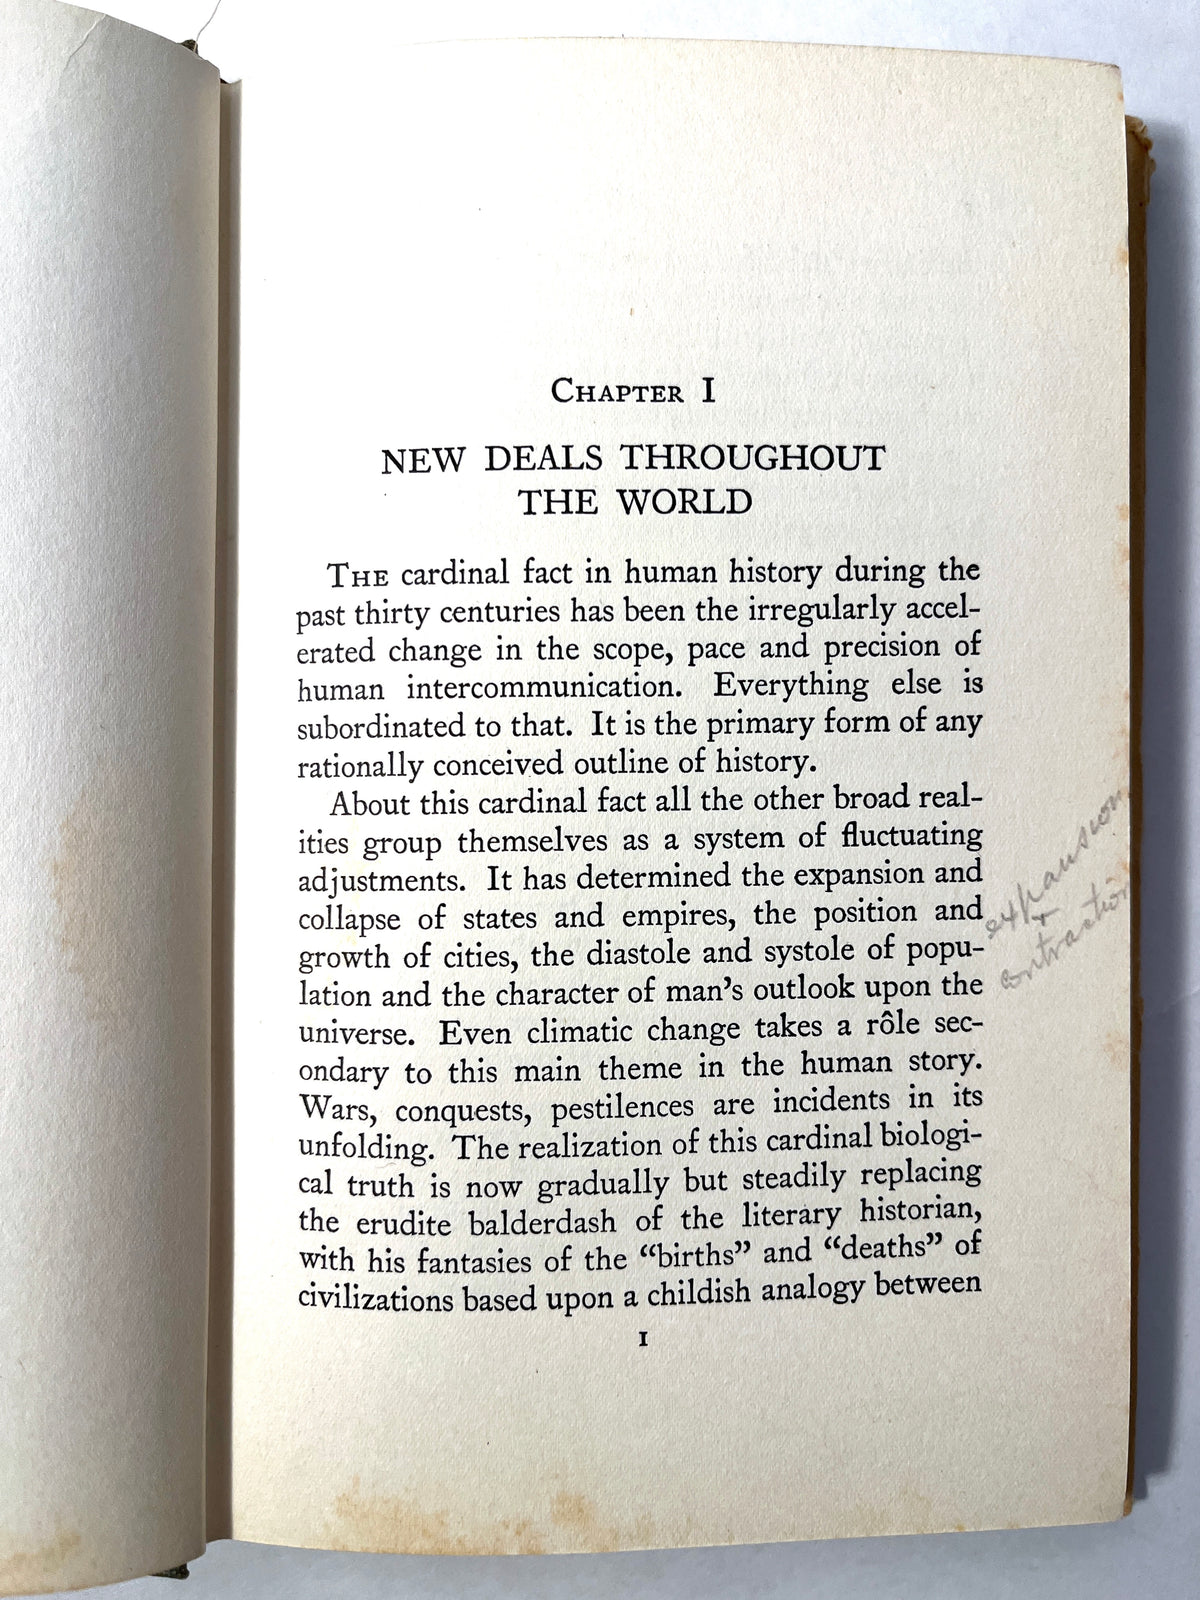 CHAPTER I
NEW DEALS THROUGHOUT
THE WORLD
THE cardinal fact in human history during the
past thirty centuries has been the irregularly accel-
erated change in the scope, pace and precision of
human intercommunication. Everything else is
subordinated to that. It is the primary form of any
rationally conceived outline of history.
About this cardinal fact all the other broad real-
ities group themselves as a system of fluctuating
adjustments. It has determined the expansion and
collapse of states and empires, the position and
growth of cities, the diastole and systole of popu-
lation and the character of man's outlook upon the
universe. Even climatic change takes a rôle sec-
ondary to this main theme in the human story.
Wars, conquests, pestilences are incidents in its
unfolding. The realization of this cardinal biologi-
cal truth is now gradually but steadily replacing
the erudite balderdash of the literary historian,
with his fantasies of the “births” and “deaths” of
civilizations based upon a childish analogy between
1
expansion
+
contraction